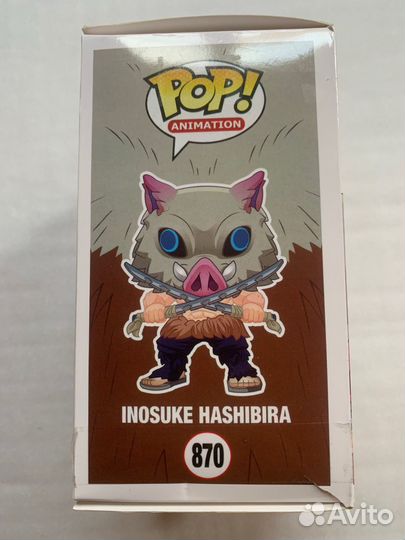 POP!
ANIMATION
INOSUKE HASHIBIRA
870
Avito